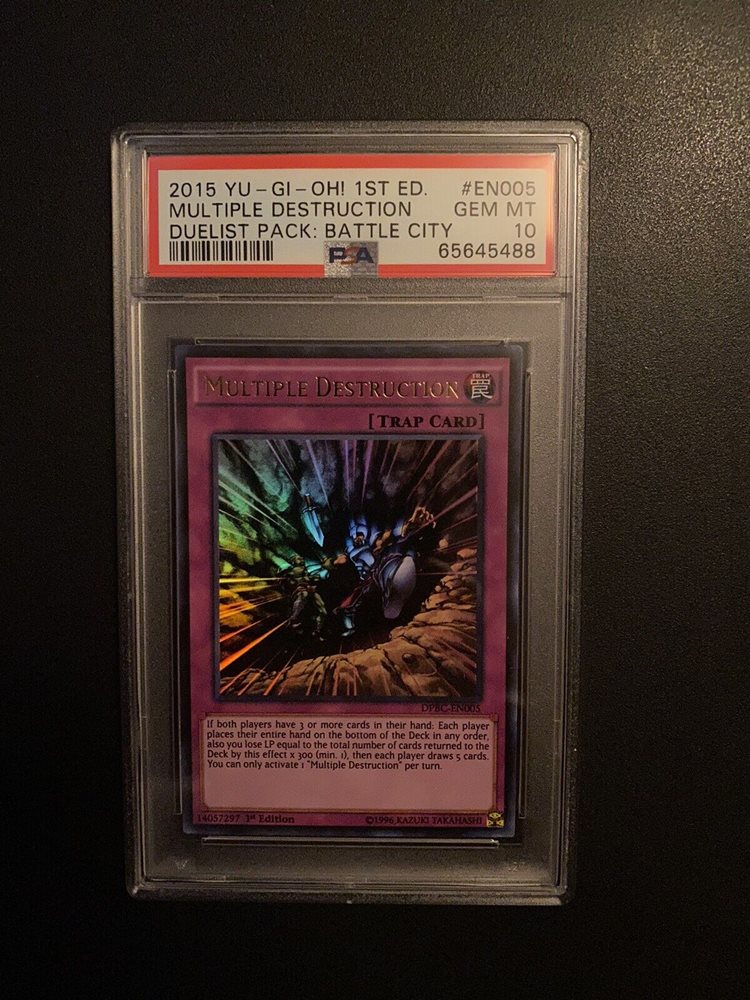 2015 YU-GI-OH! 1ST ED. #EN005
MULTIPLE DESTRUCTION GEM MT
DUELIST PACK: BATTLE CITY 10
PSA 65645488
MULTIPLE DESTRUCTION TRAP 罠
[TRAP CARD]
DPBC-EN005
If both players have 3 or more cards in their hand: Each player
places their entire hand on the bottom of the Deck in any order,
also you lose LP equal to the total number of cards returned to the
Deck by this effect x 300 (min. 1), then each player draws 5 cards.
You can only activate 1 "Multiple Destruction" per turn.
14057297 1st Edition ©1996 KAZUKI TAKAHASHI